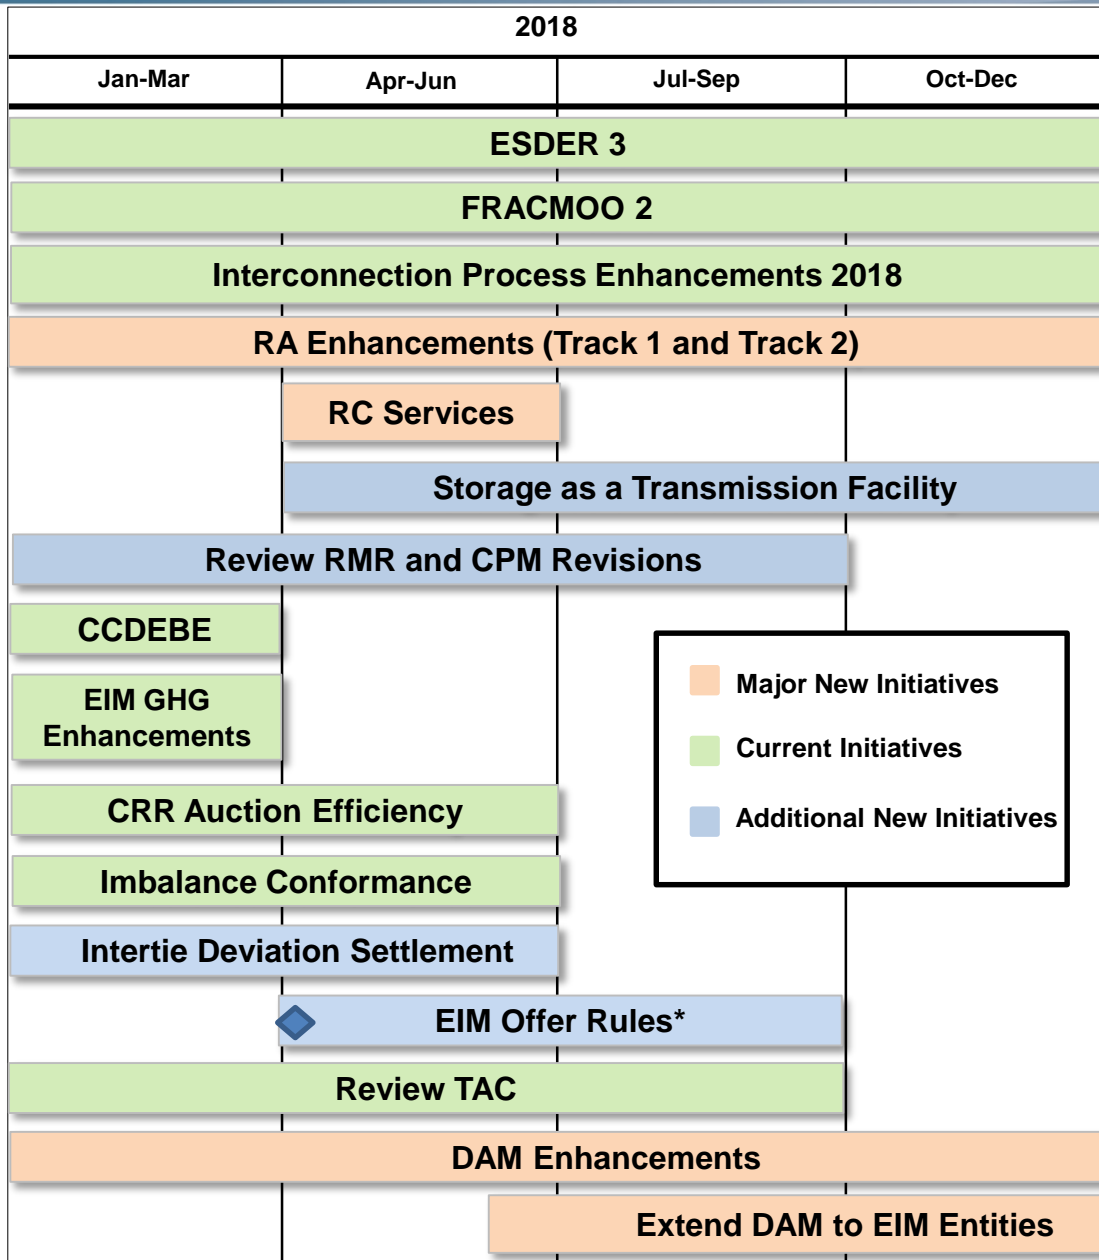 2018
Jan-Mar Apr-Jun Jul-Sep Oct-Dec
ESDER 3
FRACMOO 2
Interconnection Process Enhancements 2018
RA Enhancements (Track 1 and Track 2)
RC Services
Storage as a Transmission Facility
Review RMR and CPM Revisions
CCDEBE
EIM GHG
Enhancements
Major New Initiatives
Current Initiatives
Additional New Initiatives
CRR Auction Efficiency
Imbalance Conformance
Intertie Deviation Settlement
EIM Offer Rules*
Review TAC
DAM Enhancements
Extend DAM to EIM Entities